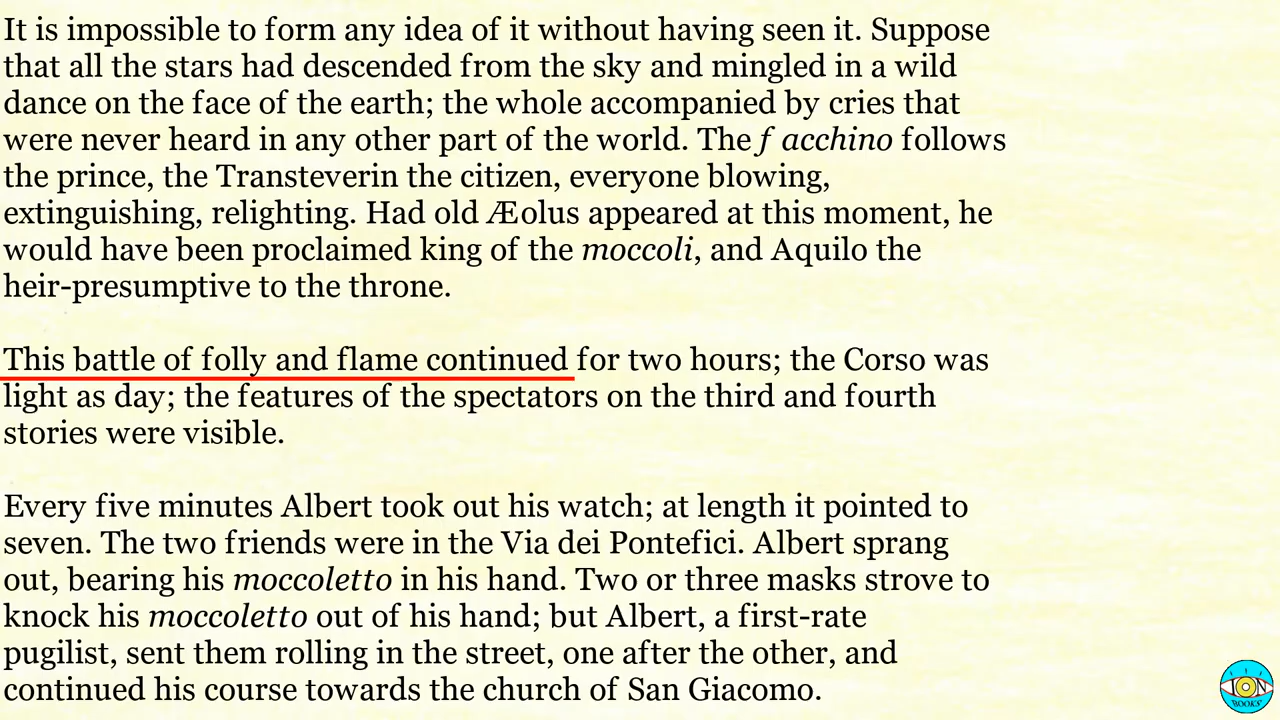 It is impossible to form any idea of it without having seen it. Suppose
that all the stars had descended from the sky and mingled in a wild
dance on the face of the earth; the whole accompanied by cries that
were never heard in any other part of the world. The f acchino follows
the prince, the Transteverin the citizen, everyone blowing,
extinguishing, relighting. Had old Æolus appeared at this moment, he
would have been proclaimed king of the moccoli, and Aquilo the
heir-presumptive to the throne.
This battle of folly and flame continued for two hours; the Corso was
light as day; the features of the spectators on the third and fourth
stories were visible.
Every five minutes Albert took out his watch; at length it pointed to
seven. The two friends were in the Via dei Pontefici. Albert sprang
out, bearing his moccoletto in his hand. Two or three masks strove to
knock his moccoletto out of his hand; but Albert, a first-rate
pugilist, sent them rolling in the street, one after the other, and
continued his course towards the church of San Giacomo.
ION
BOOKS